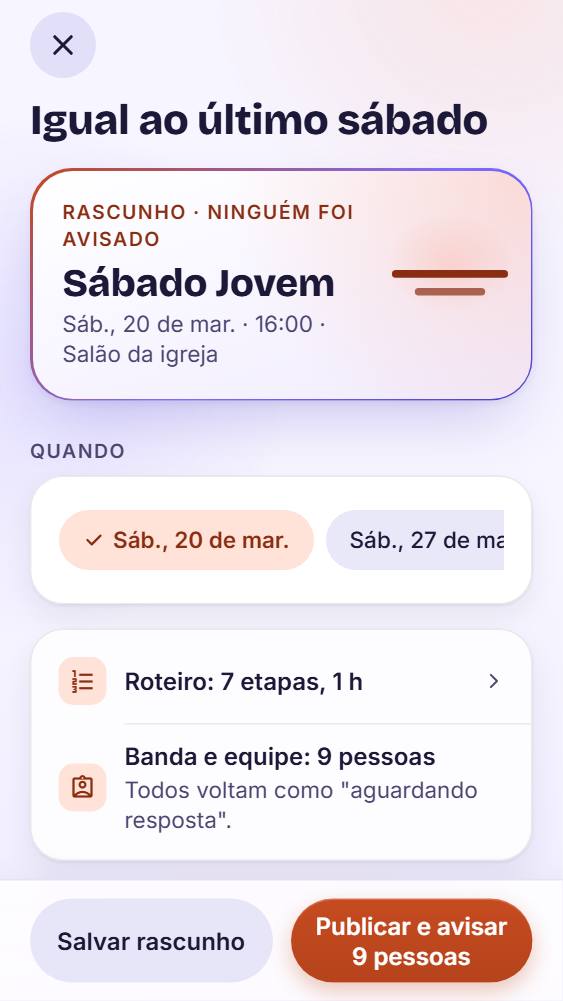 Igual ao último sábado
RASCUNHO · NINGUÉM FOI
AVISADO
Sábado Jovem
Sáb., 20 de mar. · 16:00 ·
Salão da igreja
QUANDO
Sáb., 20 de mar.
Sáb., 27 de ma
Roteiro: 7 etapas, 1 h
Banda e equipe: 9 pessoas
Todos voltam como "aguardando
resposta".
Salvar rascunho
Publicar e avisar
9 pessoas